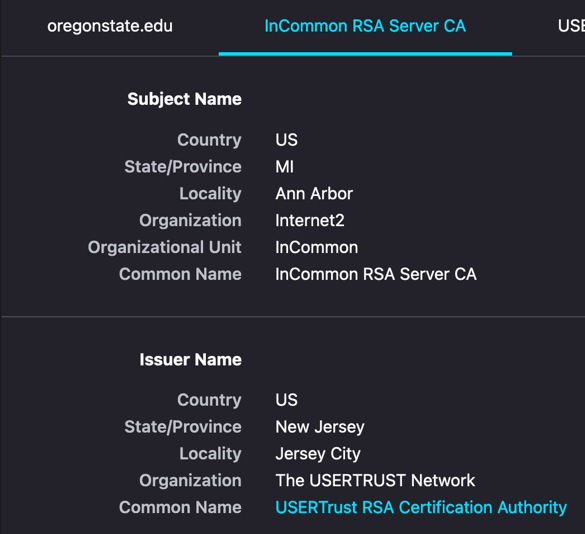 oregonstate.edu InCommon RSA Server CA USE
Subject Name
Country US
State/Province MI
Locality Ann Arbor
Organization Internet2
Organizational Unit InCommon
Common Name InCommon RSA Server CA
Issuer Name
Country US
State/Province New Jersey
Locality Jersey City
Organization The USERTRUST Network
Common Name USERTrust RSA Certification Authority